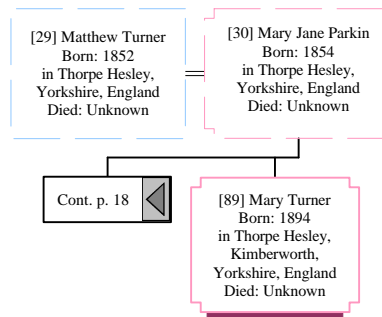 [29] Matthew Turner
Born: 1852
in Thorpe Hesley,
Yorkshire, England
Died: Unknown
[30] Mary Jane Parkin
Born: 1854
in Thorpe Hesley,
Yorkshire, England
Died: Unknown
Cont. p. 18
[89] Mary Turner
Born: 1894
in Thorpe Hesley,
Kimberworth,
Yorkshire, England
Died: Unknown